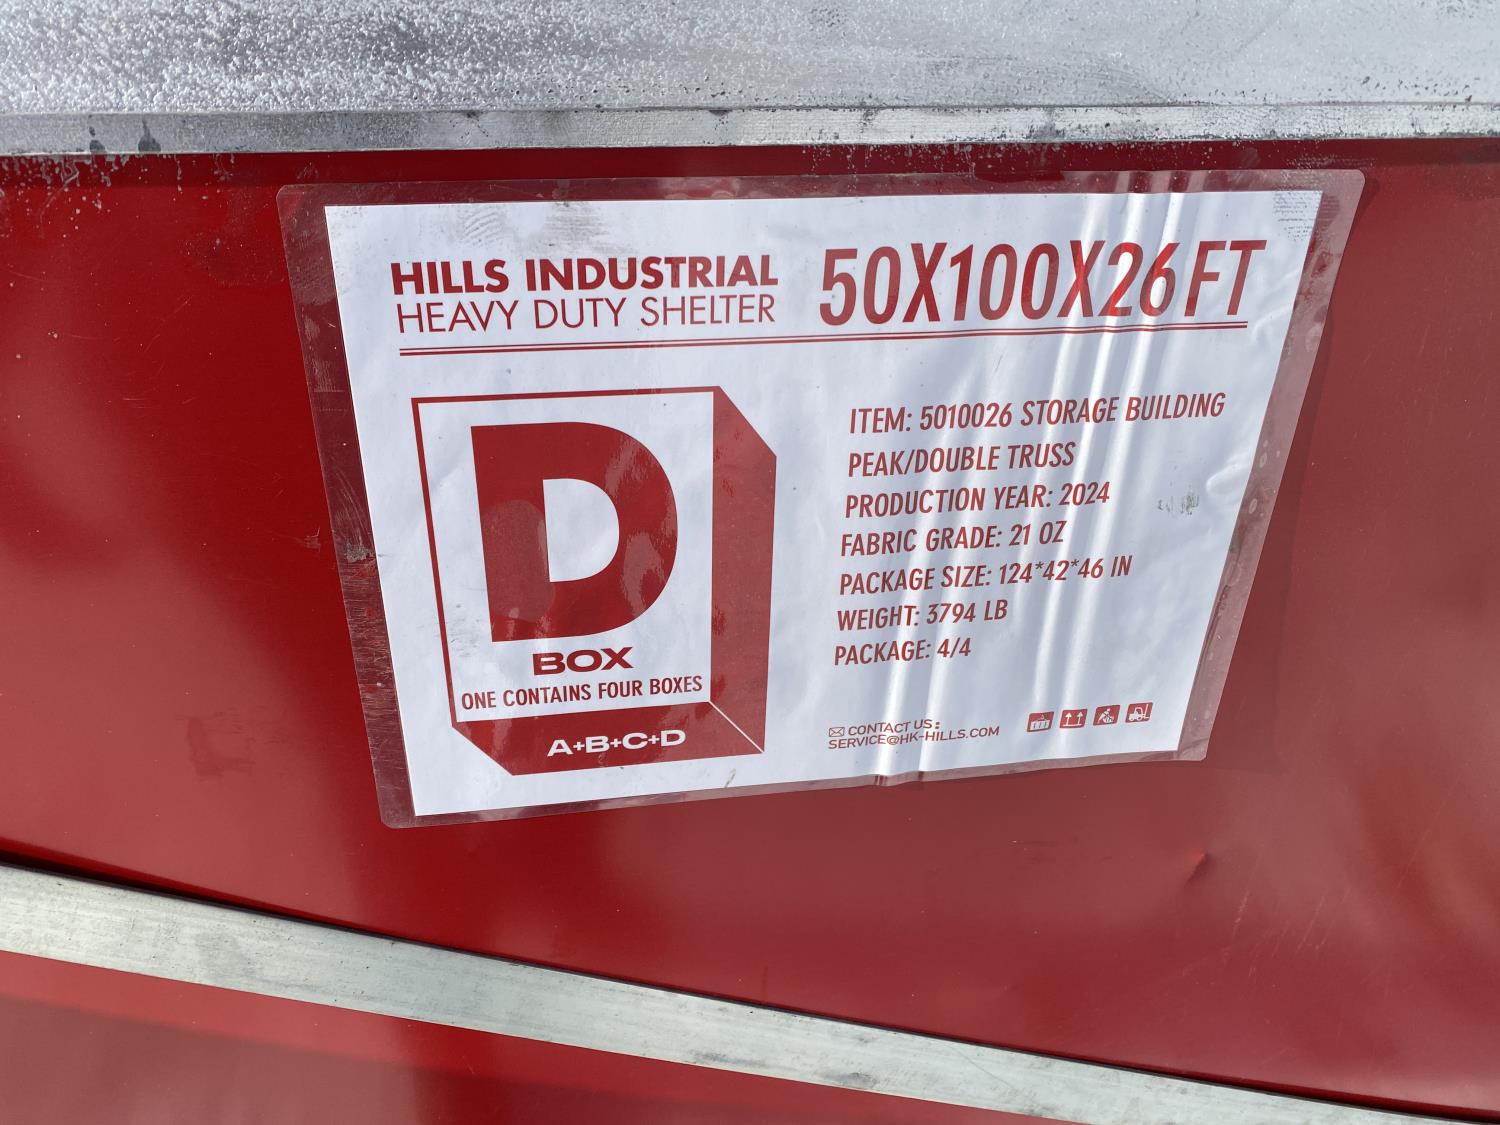 HILLS INDUSTRIAL
HEAVY DUTY SHELTER
50X100X26FT
D
BOX
ONE CONTAINS FOUR BOXES
A+B+C+D
ITEM: 5010026 STORAGE BUILDING
PEAK/DOUBLE TRUSS
PRODUCTION YEAR: 2024
FABRIC GRADE: 21 OZ
PACKAGE SIZE: 124*42*46 IN
WEIGHT: 3794 LB
PACKAGE: 4/4
CONTACT US:
SERVICE@HK-HILLS.COM